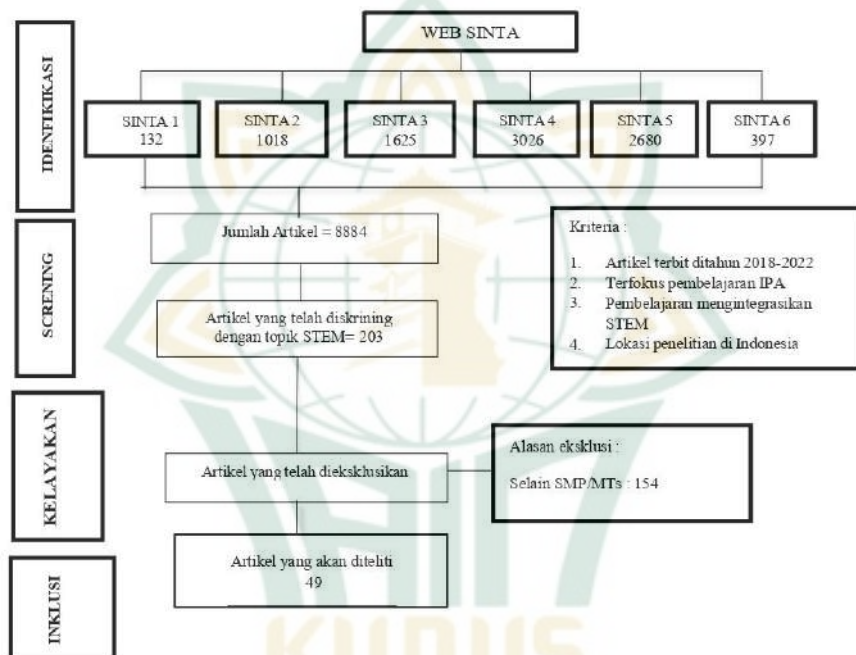 WEB SINTA
IDENFIKIKASI
SINTA 1
132
SINTA 2
1018
SINTA 3
1625
SINTA 4
3026
SINTA 5
2680
SINTA 6
397
SCRENING
Jumlah Artikel = 8884
Artikel yang telah diskrining
dengan topik STEM= 203
Kriteria :
1. Artikel terbit ditahun 2018-2022
2. Terfokus pembelajaran IPA
3. Pembelajaran mengintegrasikan
STEM
4. Lokasi penelitian di Indonesia
KELAYAKAN
Artikel yang telah dieksklusikan
Alasan eksklusi :
Selain SMP/MTs : 154
INKLUSI
Artikel yang akan diteliti
49
KUDUS